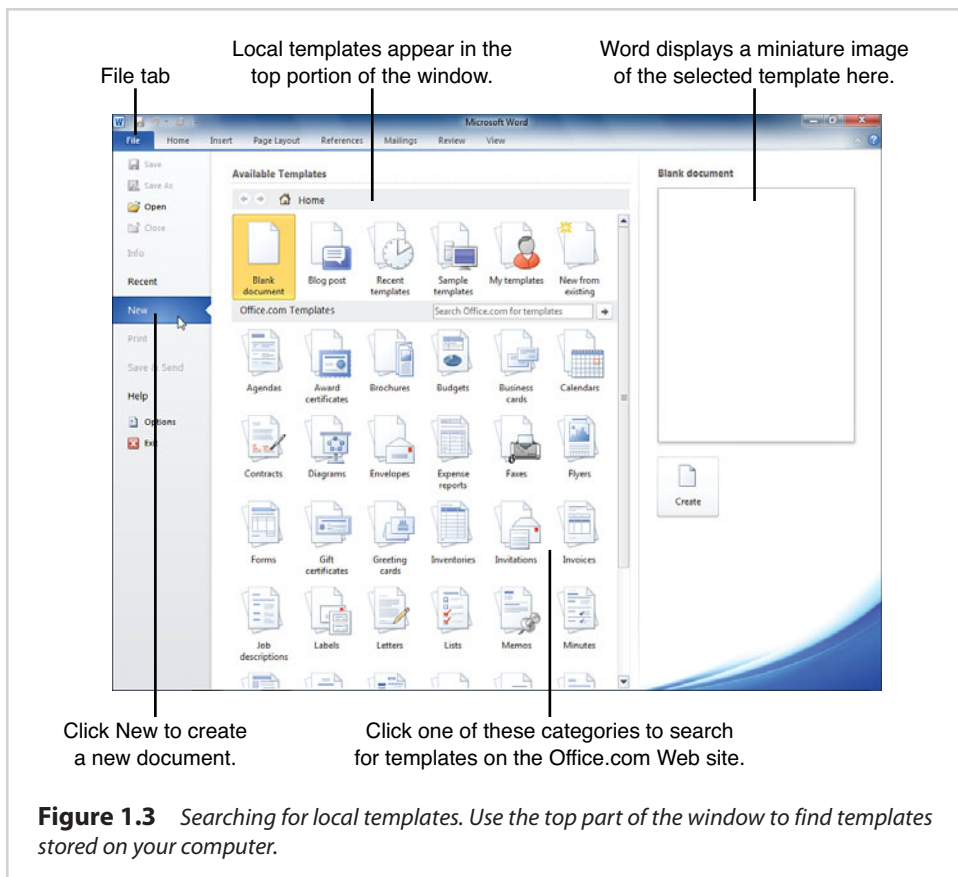 File tab
Local templates appear in the
top portion of the window.
Word displays a miniature image
of the selected template here.
W
Microsoft Word
File Home Insert Page Layout References Mailings Review View
Save
Save As
Open
Close
Info
Recent
New
Print
Save & Send
Help
Options
Exit
Available Templates
Home
Blank
document
Blog post
Recent
templates
Sample
templates
My templates
New from
existing
Office.com Templates
Search Office.com for templates
Agendas
Award
certificates
Brochures
Budgets
Business
cards
Calendars
Contracts
Diagrams
Envelopes
Expense
reports
Faxes
Flyers
Forms
Gift
certificates
Greeting
cards
Inventories
Invitations
Invoices
Job
descriptions
Labels
Letters
Lists
Memos
Minutes
Blank document
Create
Click New to create
a new document.
Click one of these categories to search
for templates on the Office.com Web site.
Figure 1.3 Searching for local templates. Use the top part of the window to find templates
stored on your computer.